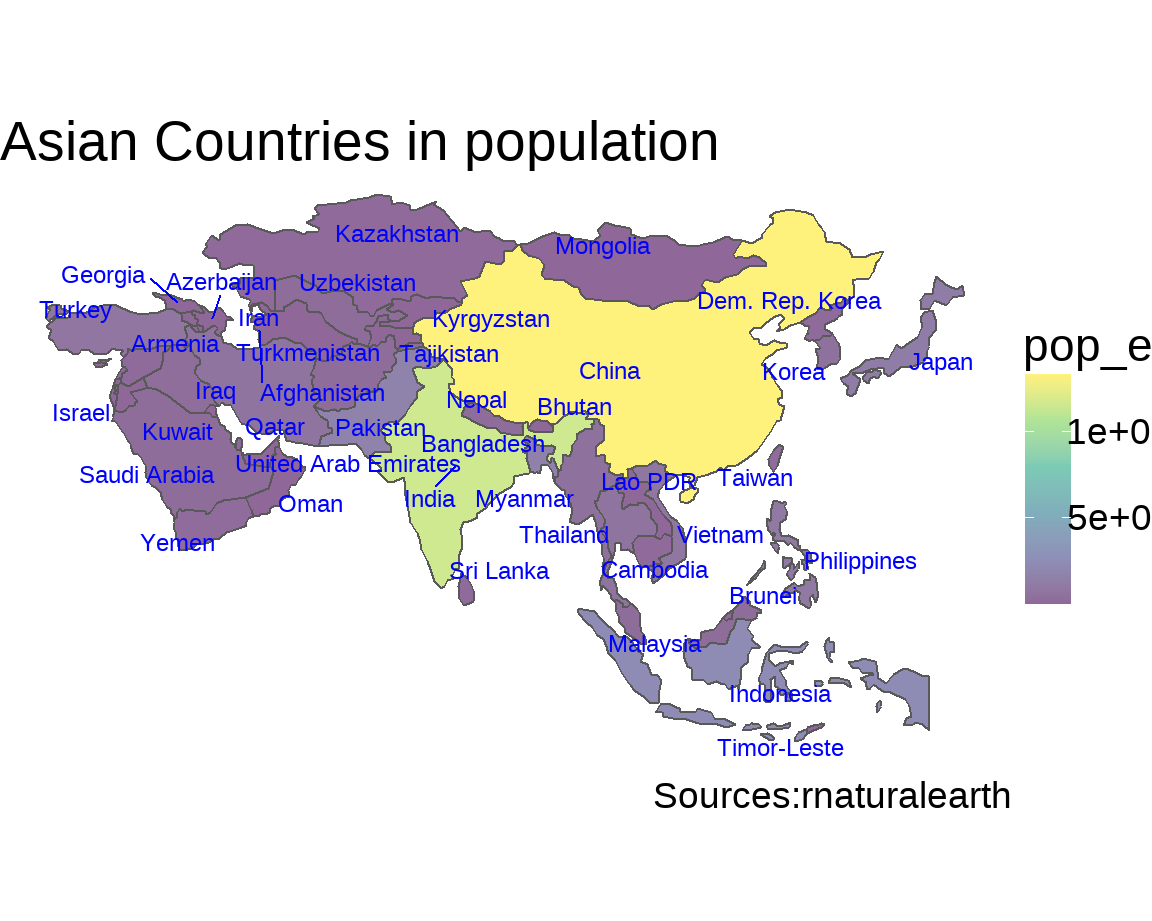 Asian Countries in population
Kazakhstan
Mongolia
Georgia
Azerbaijan
Uzbekistan
Dem. Rep. Korea
Turkey
Iran
Kyrgyzstan
Armenia
Turkmenistan
Tajikistan
pop_e
Japan
China
Korea
Iraq
Afghanistan
Nepal
Bhutan
Israel
Kuwait
Qatar
Pakistan
1e+0
Bangladesh
United Arab Emirates
Saudi Arabia
Lao PDR
Taiwan
India
Myanmar
Oman
5e+0
Thailand
Vietnam
Yemen
Philippines
Sri Lanka
Cambodia
Brunei
Malaysia
Indonesia
Timor-Leste
Sources:rnaturalearth